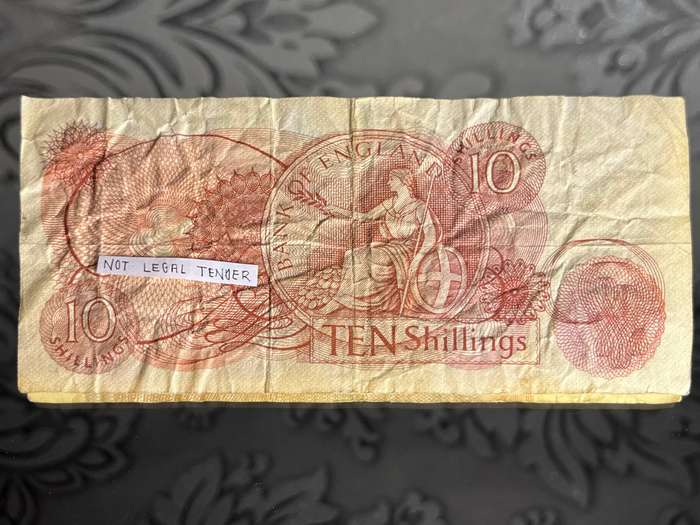 BANK OF ENGLAND
SHILLINGS
10
NOT LEGAL TENDER
10
SHILLINGS
TEN Shillings